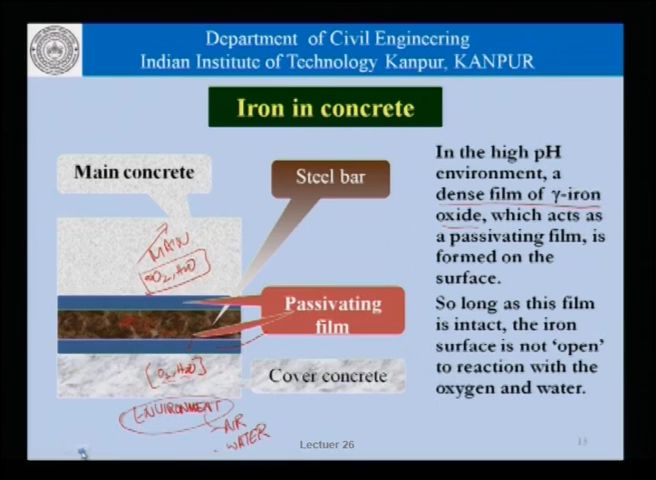 Department of Civil Engineering
Indian Institute of Technology Kanpur, KANPUR
Iron in concrete
Main concrete
Steel bar
MAIN
O2, H2O
Passivating
film
[O2, H2O]
Cover concrete
ENVIRONMENT
AIR
WATER
In the high pH
environment, a
dense film of γ-iron
oxide, which acts as
a passivating film, is
formed on the
surface.
So long as this film
is intact, the iron
surface is not ‘open’
to reaction with the
oxygen and water.
Lectuer 26
13